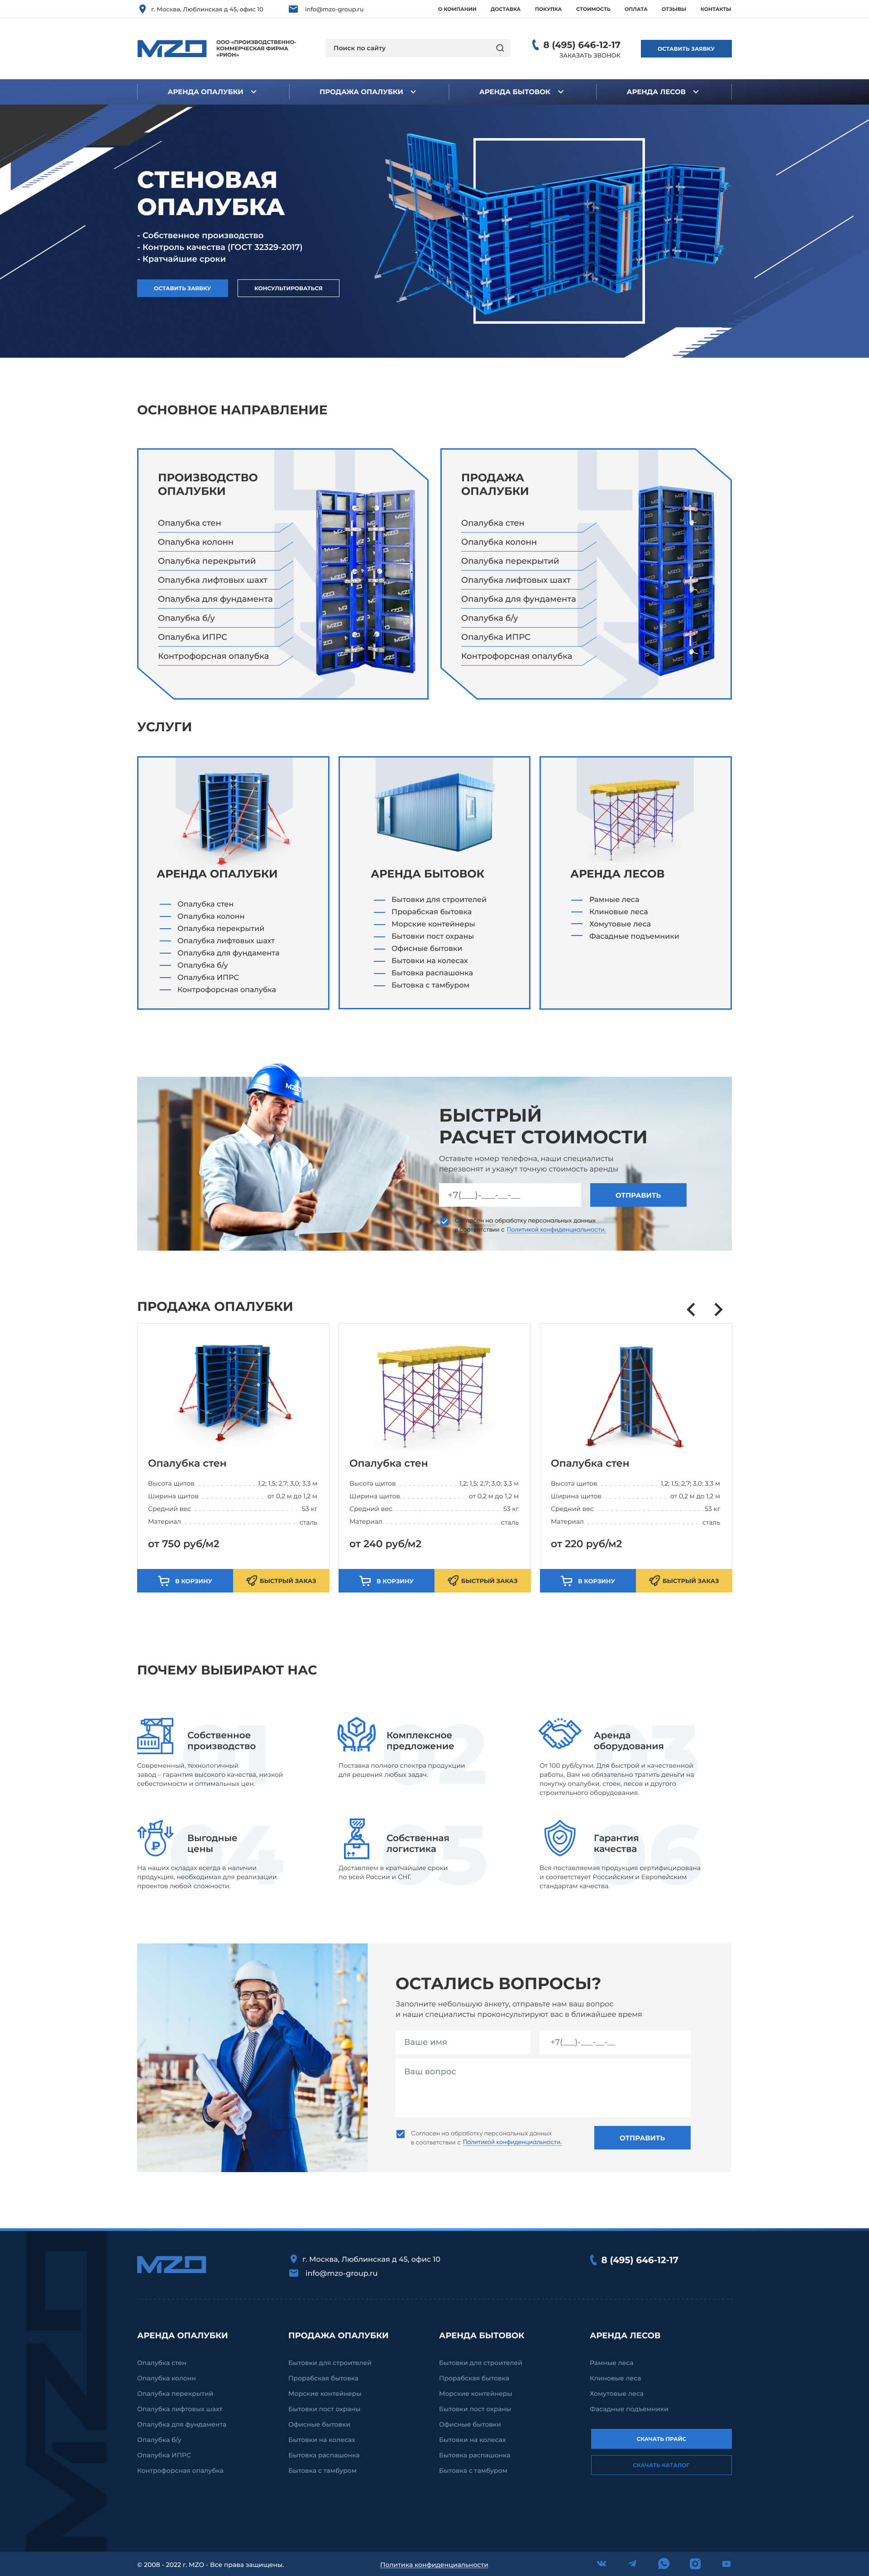 г. Москва, Люблинская д 45, офис 10
info@mzo-group.ru
О КОМПАНИИ
ДОСТАВКА
ПОКУПКА
СТОИМОСТЬ
ОПЛАТА
ОТЗЫВЫ
КОНТАКТЫ
MZO
ООО «ПРОИЗВОДСТВЕННО-
КОММЕРЧЕСКАЯ ФИРМА
«РИОН»
Поиск по сайту
8 (495) 646-12-17
ЗАКАЗАТЬ ЗВОНОК
ОСТАВИТЬ ЗАЯВКУ
АРЕНДА ОПАЛУБКИ
ПРОДАЖА ОПАЛУБКИ
АРЕНДА БЫТОВОК
АРЕНДА ЛЕСОВ
СТЕНОВАЯ
ОПАЛУБКА
- Собственное производство
- Контроль качества (ГОСТ 32329-2017)
- Кратчайшие сроки
ОСТАВИТЬ ЗАЯВКУ
КОНСУЛЬТИРОВАТЬСЯ
ОСНОВНОЕ НАПРАВЛЕНИЕ
ПРОИЗВОДСТВО
ОПАЛУБКИ
Опалубка стен
Опалубка колонн
Опалубка перекрытий
Опалубка лифтовых шахт
Опалубка для фундамента
Опалубка б/у
Опалубка ИПРС
Контрофорсная опалубка
ПРОДАЖА
ОПАЛУБКИ
Опалубка стен
Опалубка колонн
Опалубка перекрытий
Опалубка лифтовых шахт
Опалубка для фундамента
Опалубка б/у
Опалубка ИПРС
Контрофорсная опалубка
УСЛУГИ
АРЕНДА ОПАЛУБКИ
Опалубка стен
Опалубка колонн
Опалубка перекрытий
Опалубка лифтовых шахт
Опалубка для фундамента
Опалубка б/у
Опалубка ИПРС
Контрофорсная опалубка
АРЕНДА БЫТОВОК
Бытовки для строителей
Прорабская бытовка
Морские контейнеры
Бытовки пост охраны
Офисные бытовки
Бытовки на колесах
Бытовка распашонка
Бытовка с тамбуром
АРЕНДА ЛЕСОВ
Рамные леса
Клиновые леса
Хомутовые леса
Фасадные подъемники
MZO
БЫСТРЫЙ
РАСЧЕТ СТОИМОСТИ
Оставьте номер телефона, наши специалисты
перезвонят и укажут точную стоимость аренды
+7(___)-___-__-__
ОТПРАВИТЬ
Согласен на обработку персональных данных
в соответствии с Политикой конфиденциальности.
ПРОДАЖА ОПАЛУБКИ
Опалубка стен
Высота щитов 1,2; 1,5; 2,7; 3,0; 3,3 м
Ширина щитов от 0,2 м до 1,2 м
Средний вес 53 кг
Материал сталь
от 750 руб/м2
В КОРЗИНУ
БЫСТРЫЙ ЗАКАЗ
Опалубка стен
Высота щитов 1,2; 1,5; 2,7; 3,0; 3,3 м
Ширина щитов от 0,2 м до 1,2 м
Средний вес 53 кг
Материал сталь
от 240 руб/м2
В КОРЗИНУ
БЫСТРЫЙ ЗАКАЗ
Опалубка стен
Высота щитов 1,2; 1,5; 2,7; 3,0; 3,3 м
Ширина щитов от 0,2 м до 1,2 м
Средний вес 53 кг
Материал сталь
от 220 руб/м2
В КОРЗИНУ
БЫСТРЫЙ ЗАКАЗ
ПОЧЕМУ ВЫБИРАЮТ НАС
01
Собственное
производство
Современный, технологичный
завод – гарантия высокого качества, низкой
себестоимости и оптимальных цен.
02
Комплексное
предложение
Поставка полного спектра продукции
для решения любых задач.
03
Аренда
оборудования
От 100 руб/сутки. Для быстрой и качественной
работы, Вам не обязательно тратить деньги на
покупку опалубки, стоек, лесов и другого
строительного оборудования.
04
Выгодные
цены
На наших складах всегда в наличии
продукция, необходимая для реализации
проектов любой сложности.
05
Собственная
логистика
Доставляем в кратчайшие сроки
по всей России и СНГ.
06
Гарантия
качества
Вся поставляемая продукция сертифицирована
и соответствует Российским и Европейским
стандартам качества.
ОСТАЛИСЬ ВОПРОСЫ?
Заполните небольшую анкету, отправьте нам ваш вопрос
и наши специалисты проконсультируют вас в ближайшее время
Ваше имя
+7(___)-___-__-__
Ваш вопрос
Согласен на обработку персональных данных
в соответствии с Политикой конфиденциальности.
ОТПРАВИТЬ
MZO
MZO
г. Москва, Люблинская д 45, офис 10
info@mzo-group.ru
8 (495) 646-12-17
АРЕНДА ОПАЛУБКИ
Опалубка стен
Опалубка колонн
Опалубка перекрытий
Опалубка лифтовых шахт
Опалубка для фундамента
Опалубка б/у
Опалубка ИПРС
Контрофорсная опалубка
ПРОДАЖА ОПАЛУБКИ
Бытовки для строителей
Прорабская бытовка
Морские контейнеры
Бытовки пост охраны
Офисные бытовки
Бытовки на колесах
Бытовка распашонка
Бытовка с тамбуром
АРЕНДА БЫТОВОК
Бытовки для строителей
Прорабская бытовка
Морские контейнеры
Бытовки пост охраны
Офисные бытовки
Бытовки на колесах
Бытовка распашонка
Бытовка с тамбуром
АРЕНДА ЛЕСОВ
Рамные леса
Клиновые леса
Хомутовые леса
Фасадные подъемники
СКАЧАТЬ ПРАЙС
СКАЧАТЬ КАТАЛОГ
© 2008 - 2022 г. MZO - Все права защищены.
Политика конфиденциальности